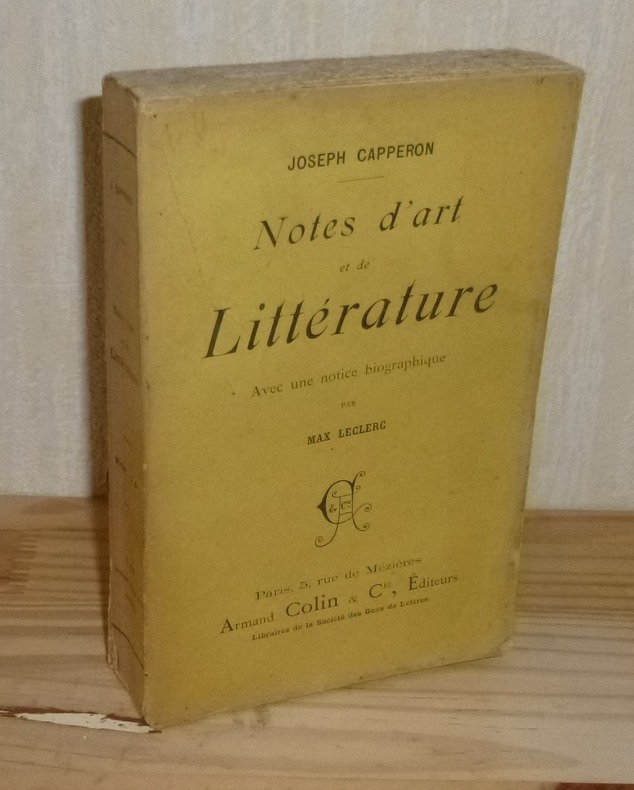 JOSEPH CAPPERON
Notes d'art
et de
Littérature
Avec une notice biographique
PAR
MAX LECLERC
A C & Cie
Paris, 5, rue de Mézières
Armand Colin & Cie, Éditeurs
Libraires de la Société des Gens de Lettres